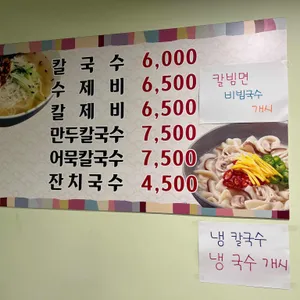 칼국수 6,000
수제비 6,500
칼제비 6,500
만두칼국수 7,500
어묵칼국수 7,500
잔치국수 4,500
칼빔면
비빔국수
개시
냉 칼국수
냉 국수 개시